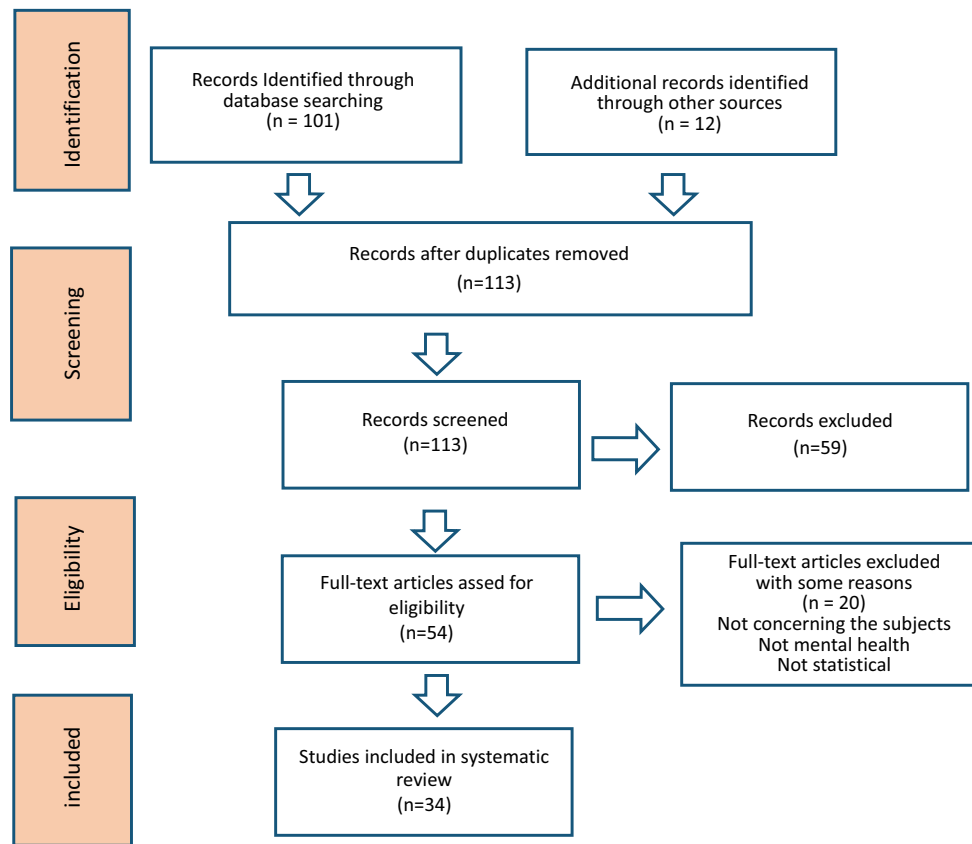 Identification
Records Identified through
database searching
(n = 101)
Additional records identified
through other sources
(n = 12)
Screening
Records after duplicates removed
(n=113)
Records screened
(n=113)
Records excluded
(n=59)
Eligibility
Full-text articles assed for
eligibility
(n=54)
Full-text articles excluded
with some reasons
(n = 20)
Not concerning the subjects
Not mental health
Not statistical
included
Studies included in systematic
review
(n=34)